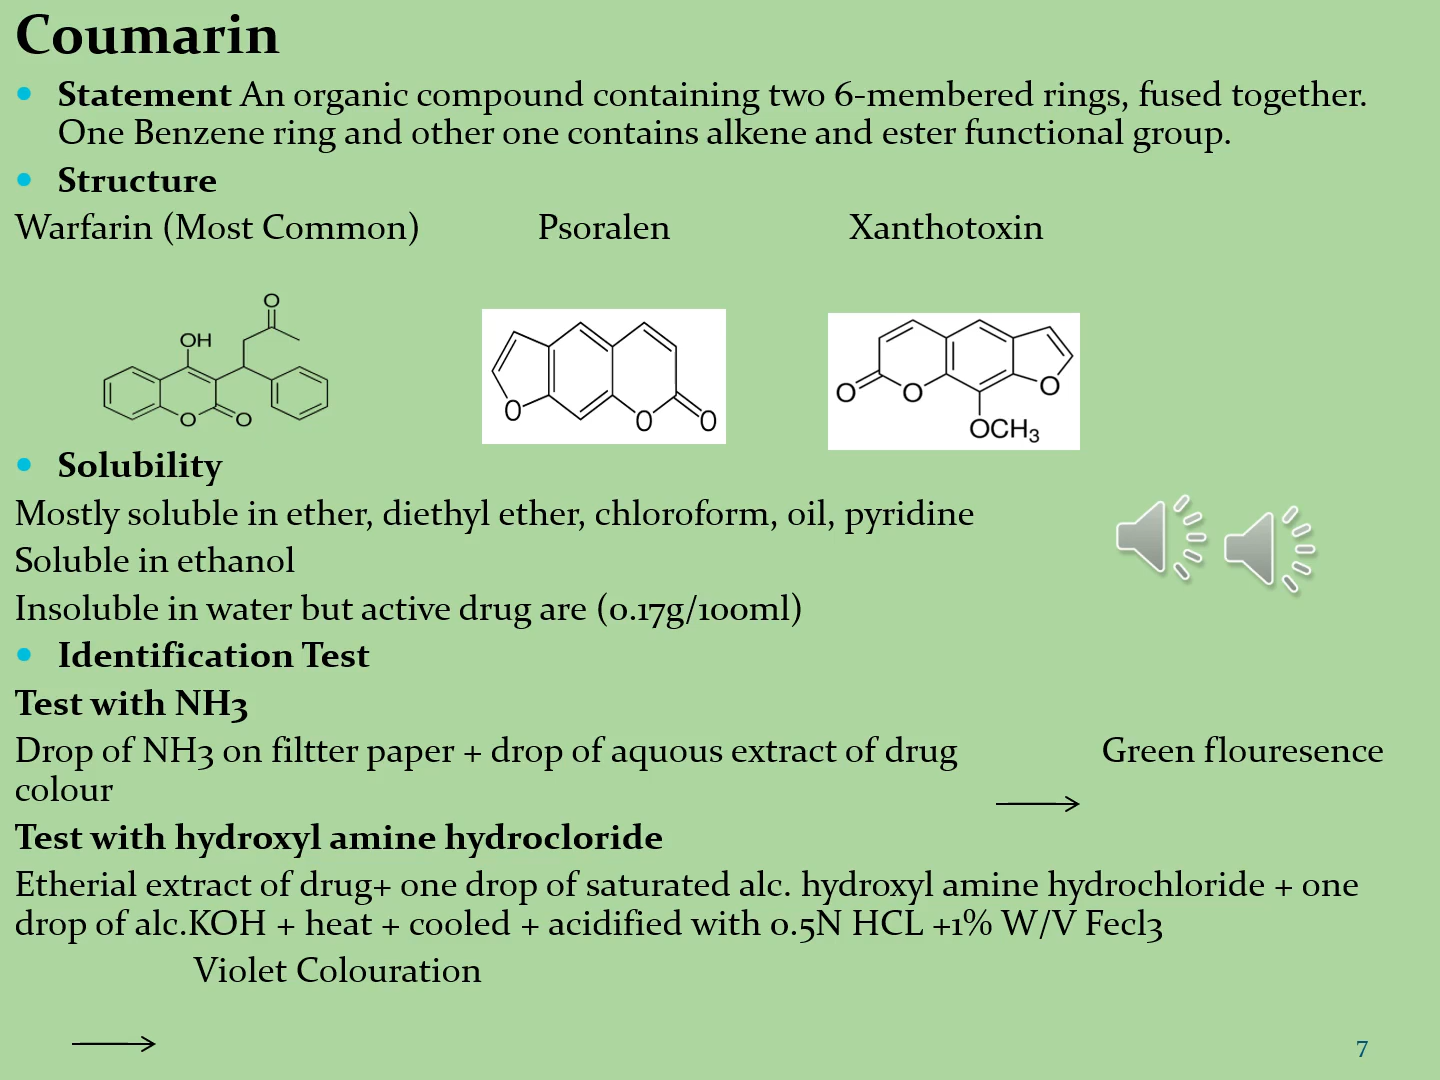 Coumarin
Statement An organic compound containing two 6-membered rings, fused together.
One Benzene ring and other one contains alkene and ester functional group.
Structure
Warfarin (Most Common) Psoralen Xanthotoxin
O
OH
O O
O O O
O O O
OCH3
Solubility
Mostly soluble in ether, diethyl ether, chloroform, oil, pyridine
Soluble in ethanol
Insoluble in water but active drug are (0.17g/100ml)
Identification Test
Test with NH3
Drop of NH3 on filtter paper + drop of aquous extract of drug Green flouresence
colour
Test with hydroxyl amine hydrocloride
Etherial extract of drug+ one drop of saturated alc. hydroxyl amine hydrochloride + one
drop of alc.KOH + heat + cooled + acidified with 0.5N HCL +1% W/V Fecl3
Violet Colouration
7